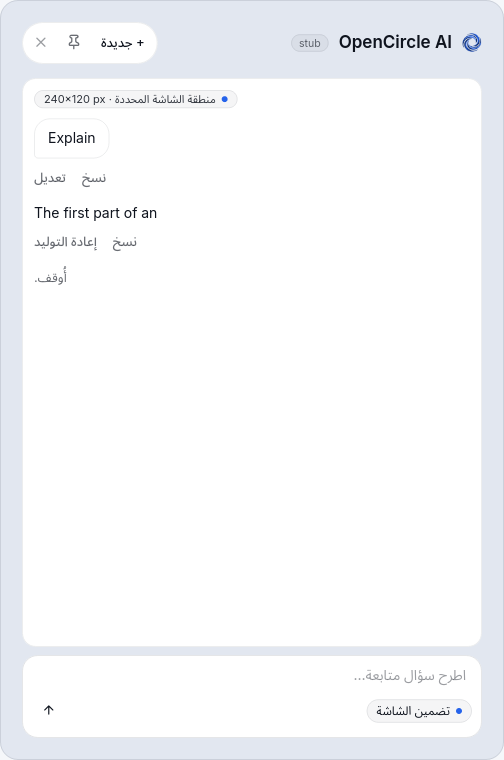 OpenCircle AI
stub
+ جديدة
منطقة الشاشة المحددة · 240×120 px
Explain
نسخ تعديل
The first part of an
نسخ إعادة التوليد
أُوقف.
اطرح سؤال متابعة...
تضمين الشاشة